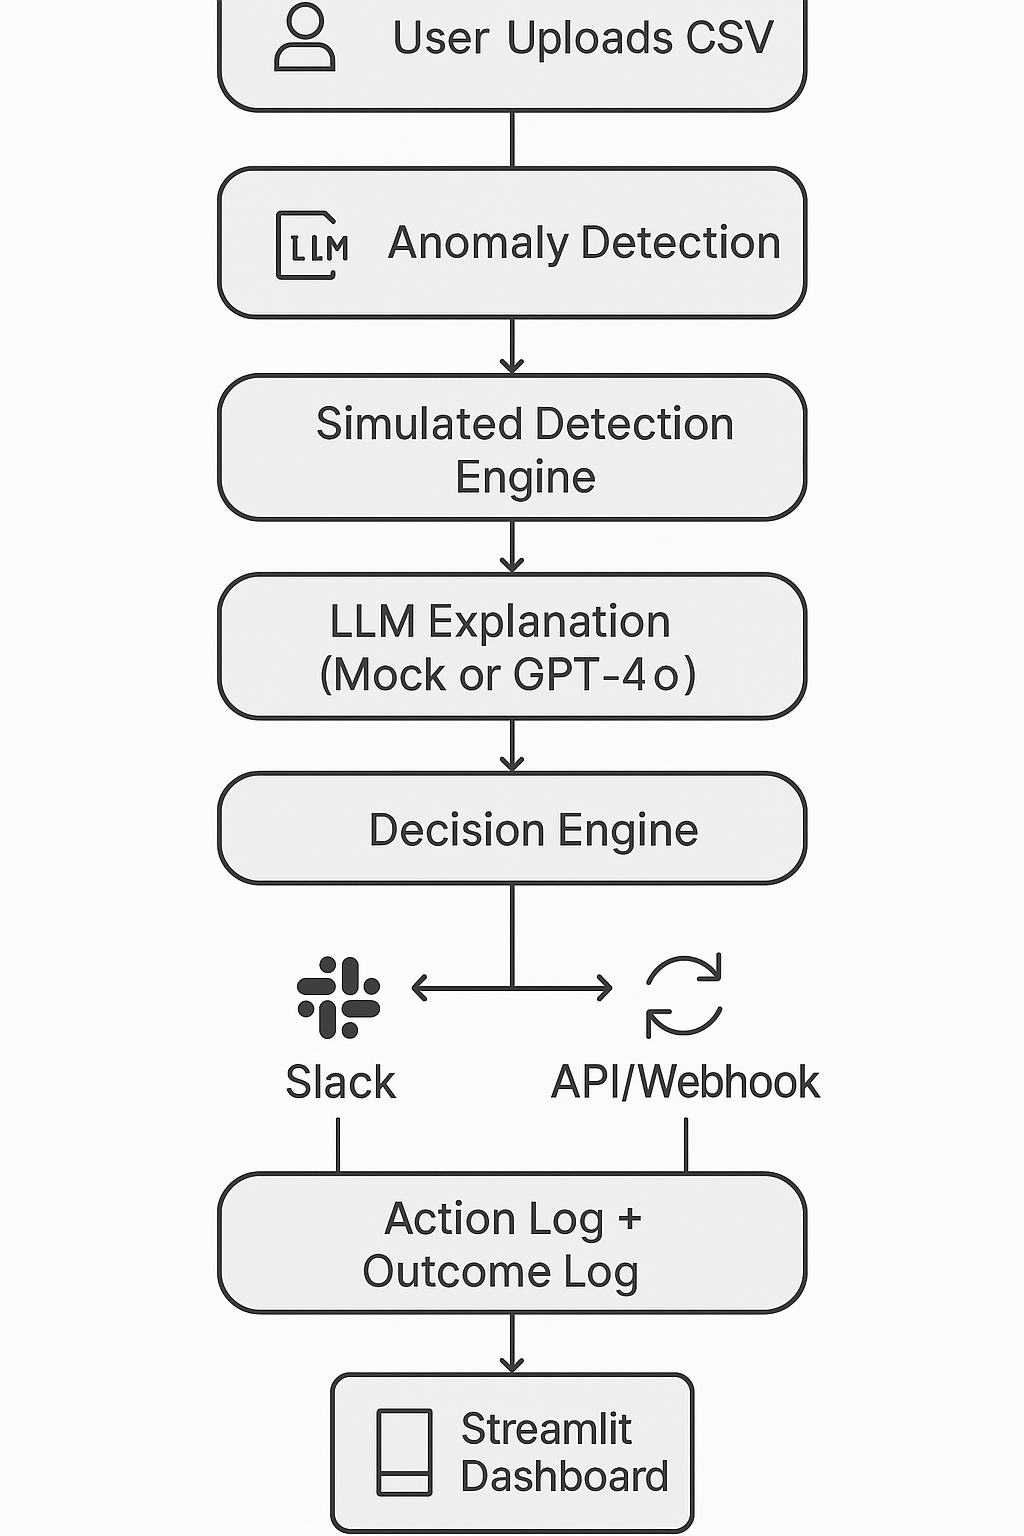 User Uploads CSV
LLM
Anomaly Detection
Simulated Detection
Engine
LLM Explanation
(Mock or GPT-4o)
Decision Engine
Slack
API/Webhook
Action Log +
Outcome Log
Streamlit
Dashboard